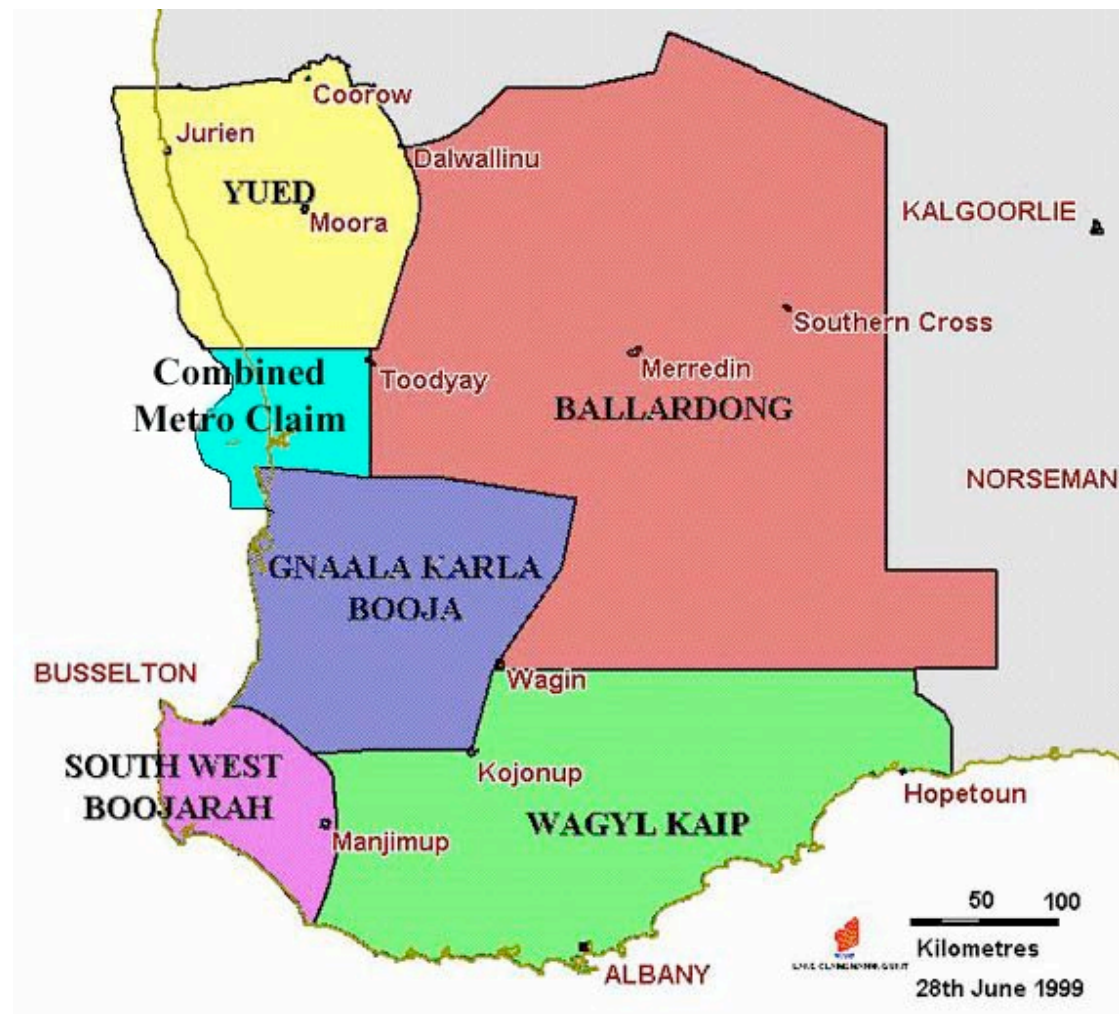 Coorow
Jurien
Dalwallinu
YUED
Moora
KALGOORLIE
Southern Cross
Combined
Metro Claim
Toodyay
Merredin
BALLARDONG
NORSEMAN
GNAALA KARLA
BOOJA
BUSSELTON
Wagin
SOUTH WEST
BOOJARAH
Kojonup
Hopetoun
WAGYL KAIP
Manjimup
50 100
Kilometres
ALBANY
28th June 1999